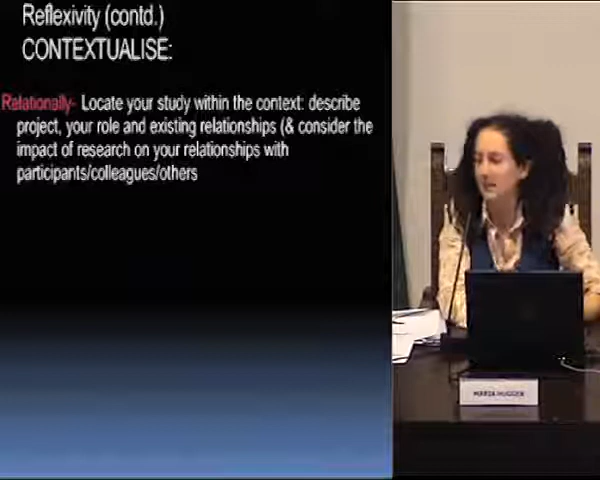 Reflexivity (contd.)
CONTEXTUALISE:
Relationally- Locate your study within the context: describe
project, your role and existing relationships (& consider the
impact of research on your relationships with
participants/colleagues/others
MARIA